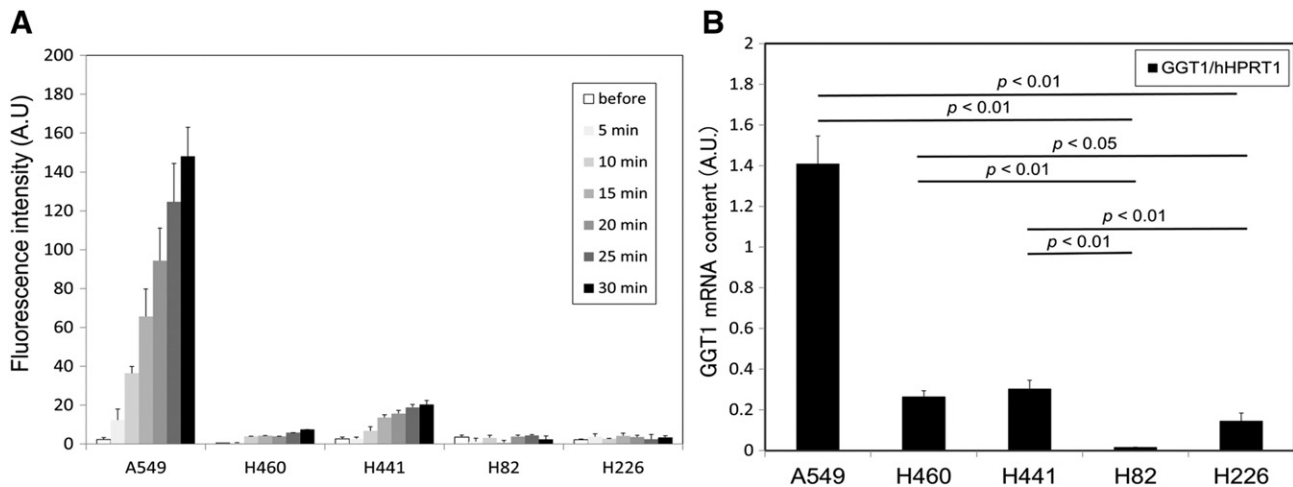 A
Fluorescence intensity (A.U)
200
180
160
140
120
100
80
60
40
20
0
before
5 min
10 min
15 min
20 min
25 min
30 min
A549 H460 H441 H82 H226
B
GGT1 mRNA content (A.U.)
2
1.8
1.6
1.4
1.2
1
0.8
0.6
0.4
0.2
0
GGT1/hHPRT1
p < 0.01
p < 0.01
p < 0.05
p < 0.01
p < 0.01
p < 0.01
A549 H460 H441 H82 H226